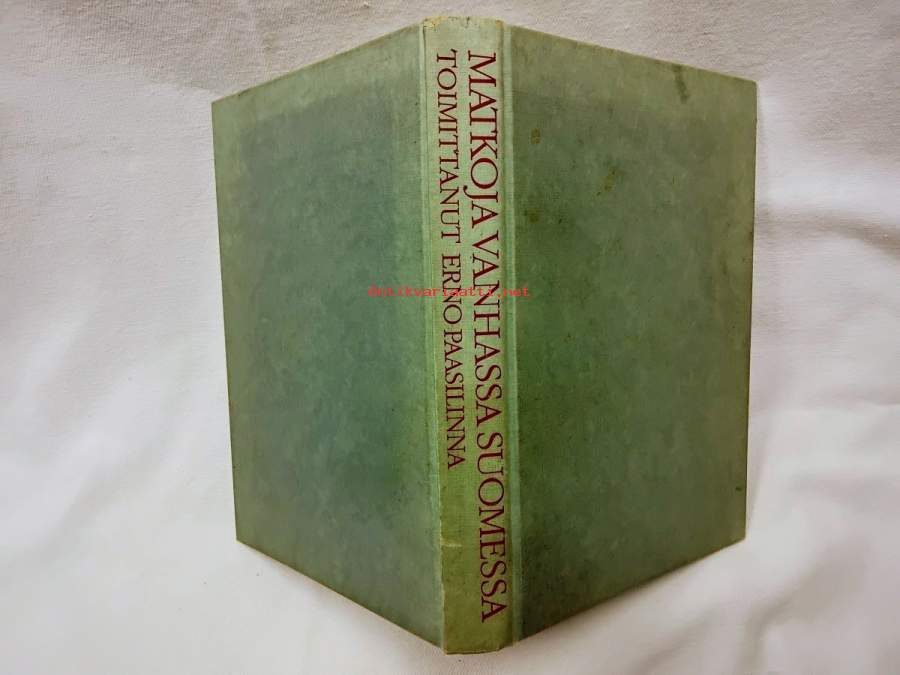 MATKOJA VANHASSA SUOMESSA
TOIMITTANUT ERNO PAASILINNA
antikvariaatti.net